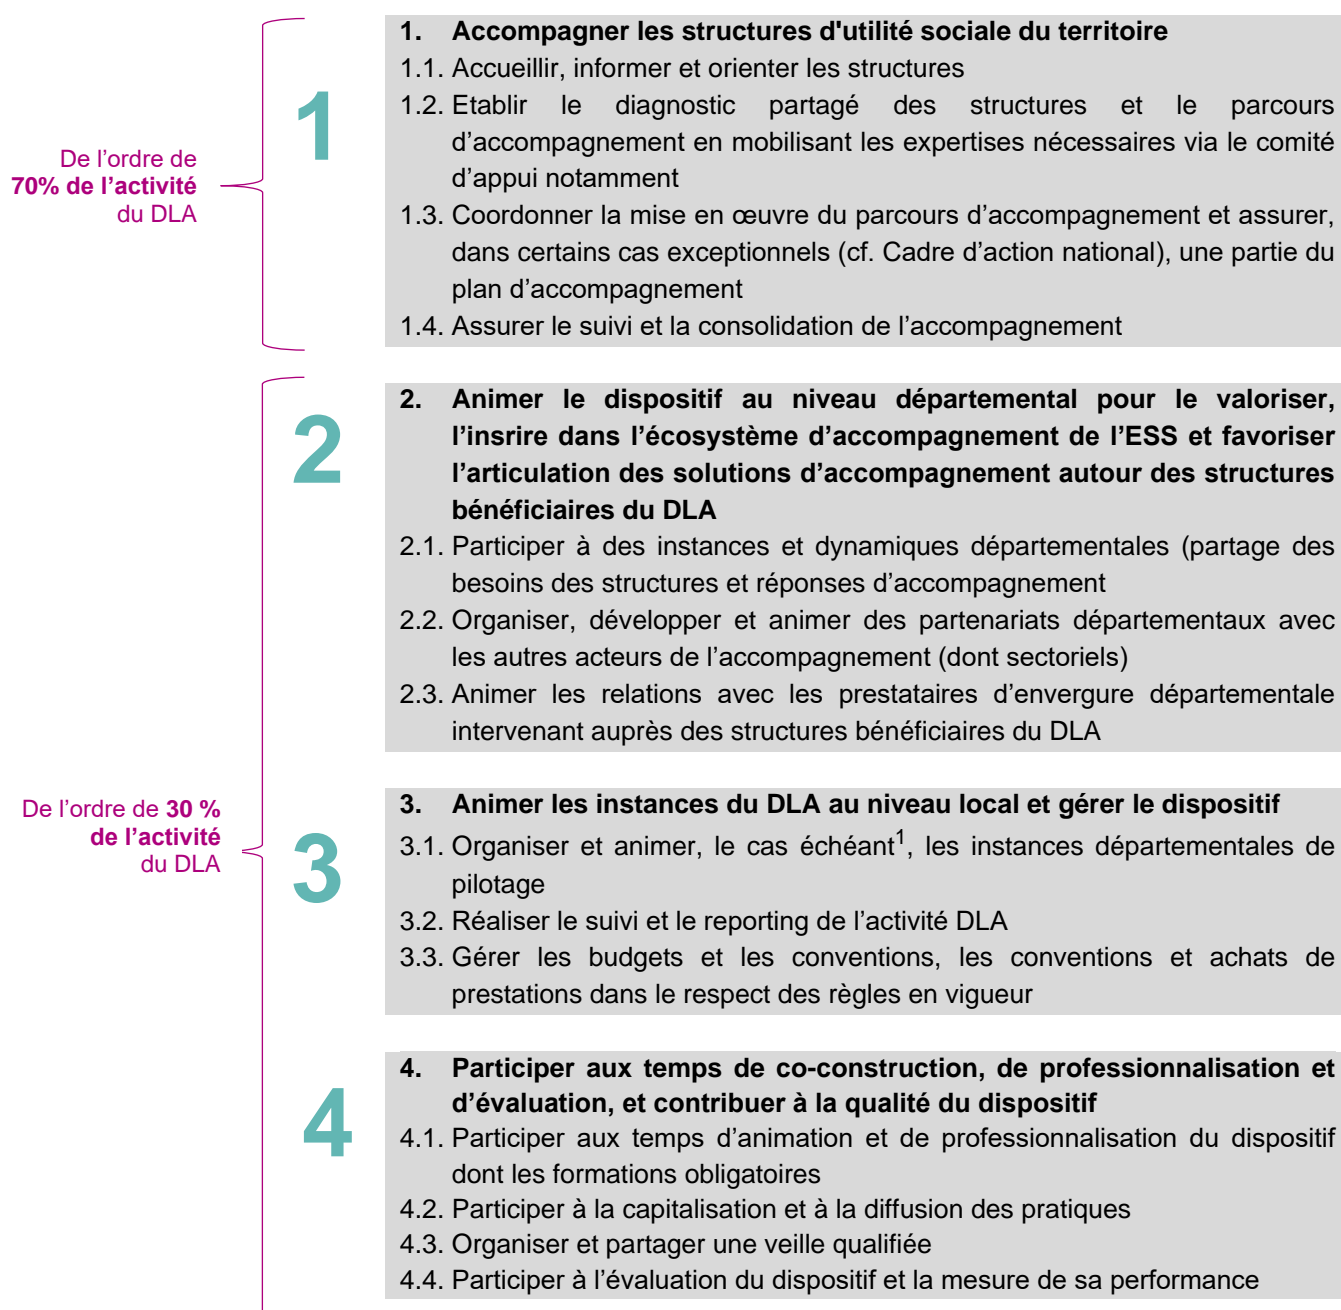 1
De l’ordre de
70% de l’activité
du DLA
1. Accompagner les structures d'utilité sociale du territoire
1.1. Accueillir, informer et orienter les structures
1.2. Etablir le diagnostic partagé des structures et le parcours
d’accompagnement en mobilisant les expertises nécessaires via le comité
d’appui notamment
1.3. Coordonner la mise en œuvre du parcours d’accompagnement et assurer,
dans certains cas exceptionnels (cf. Cadre d’action national), une partie du
plan d’accompagnement
1.4. Assurer le suivi et la consolidation de l’accompagnement
2
2. Animer le dispositif au niveau départemental pour le valoriser,
l’insrire dans l’écosystème d’accompagnement de l’ESS et favoriser
l’articulation des solutions d’accompagnement autour des structures
bénéficiaires du DLA
2.1. Participer à des instances et dynamiques départementales (partage des
besoins des structures et réponses d’accompagnement
2.2. Organiser, développer et animer des partenariats départementaux avec
les autres acteurs de l’accompagnement (dont sectoriels)
2.3. Animer les relations avec les prestataires d’envergure départementale
intervenant auprès des structures bénéficiaires du DLA
De l’ordre de 30 %
de l’activité
du DLA
3
3. Animer les instances du DLA au niveau local et gérer le dispositif
3.1. Organiser et animer, le cas échéant1, les instances départementales de
pilotage
3.2. Réaliser le suivi et le reporting de l’activité DLA
3.3. Gérer les budgets et les conventions, les conventions et achats de
prestations dans le respect des règles en vigueur
4
4. Participer aux temps de co-construction, de professionnalisation et
d’évaluation, et contribuer à la qualité du dispositif
4.1. Participer aux temps d’animation et de professionnalisation du dispositif
dont les formations obligatoires
4.2. Participer à la capitalisation et à la diffusion des pratiques
4.3. Organiser et partager une veille qualifiée
4.4. Participer à l’évaluation du dispositif et la mesure de sa performance